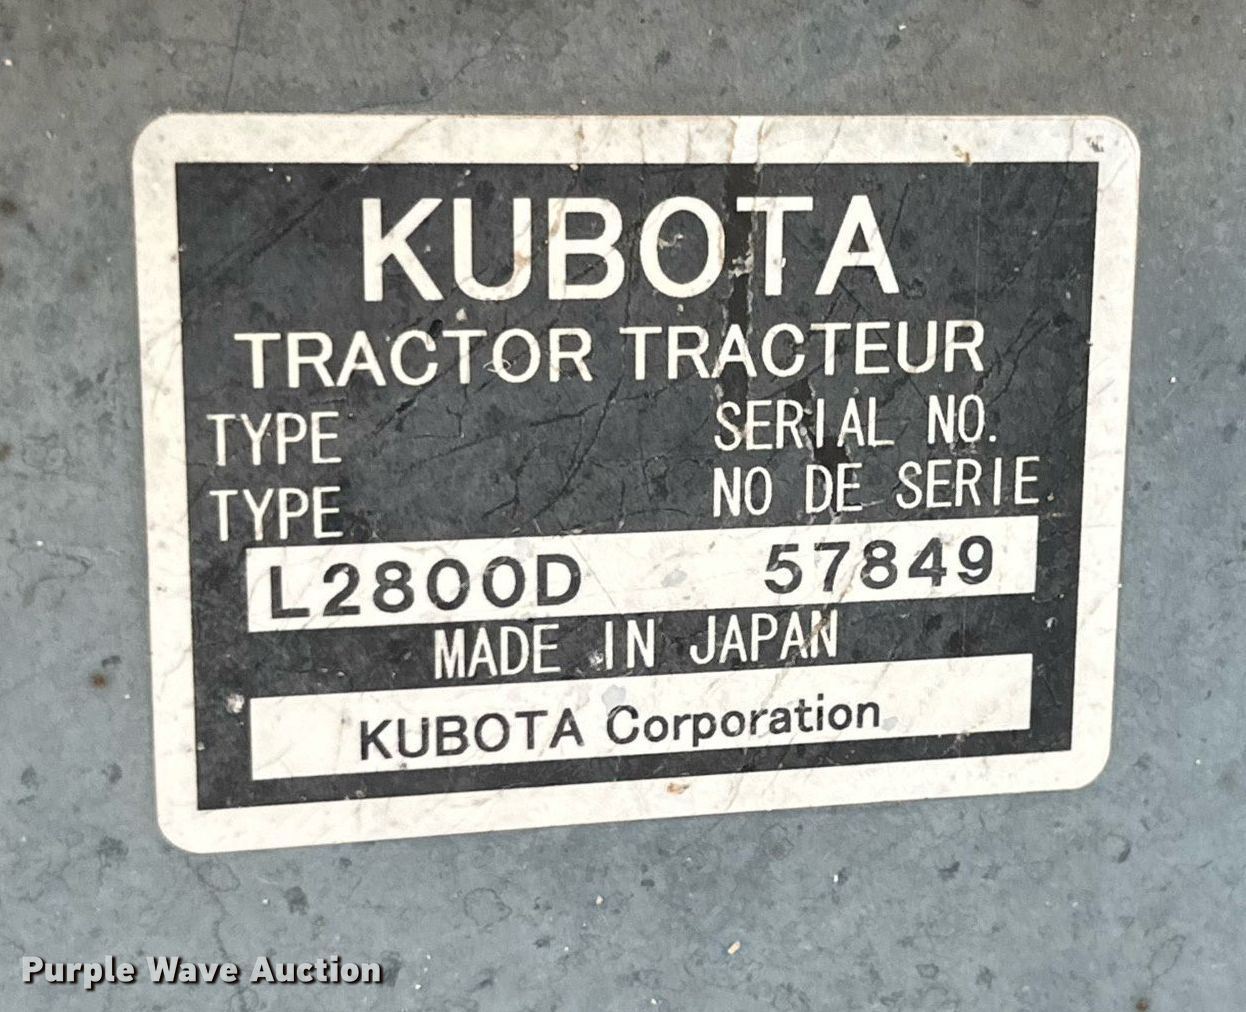 KUBOTA
TRACTOR TRACTEUR
TYPE SERIAL NO.
TYPE NO DE SERIE
L2800D 57849
MADE IN JAPAN
KUBOTA Corporation
Purple Wave Auction